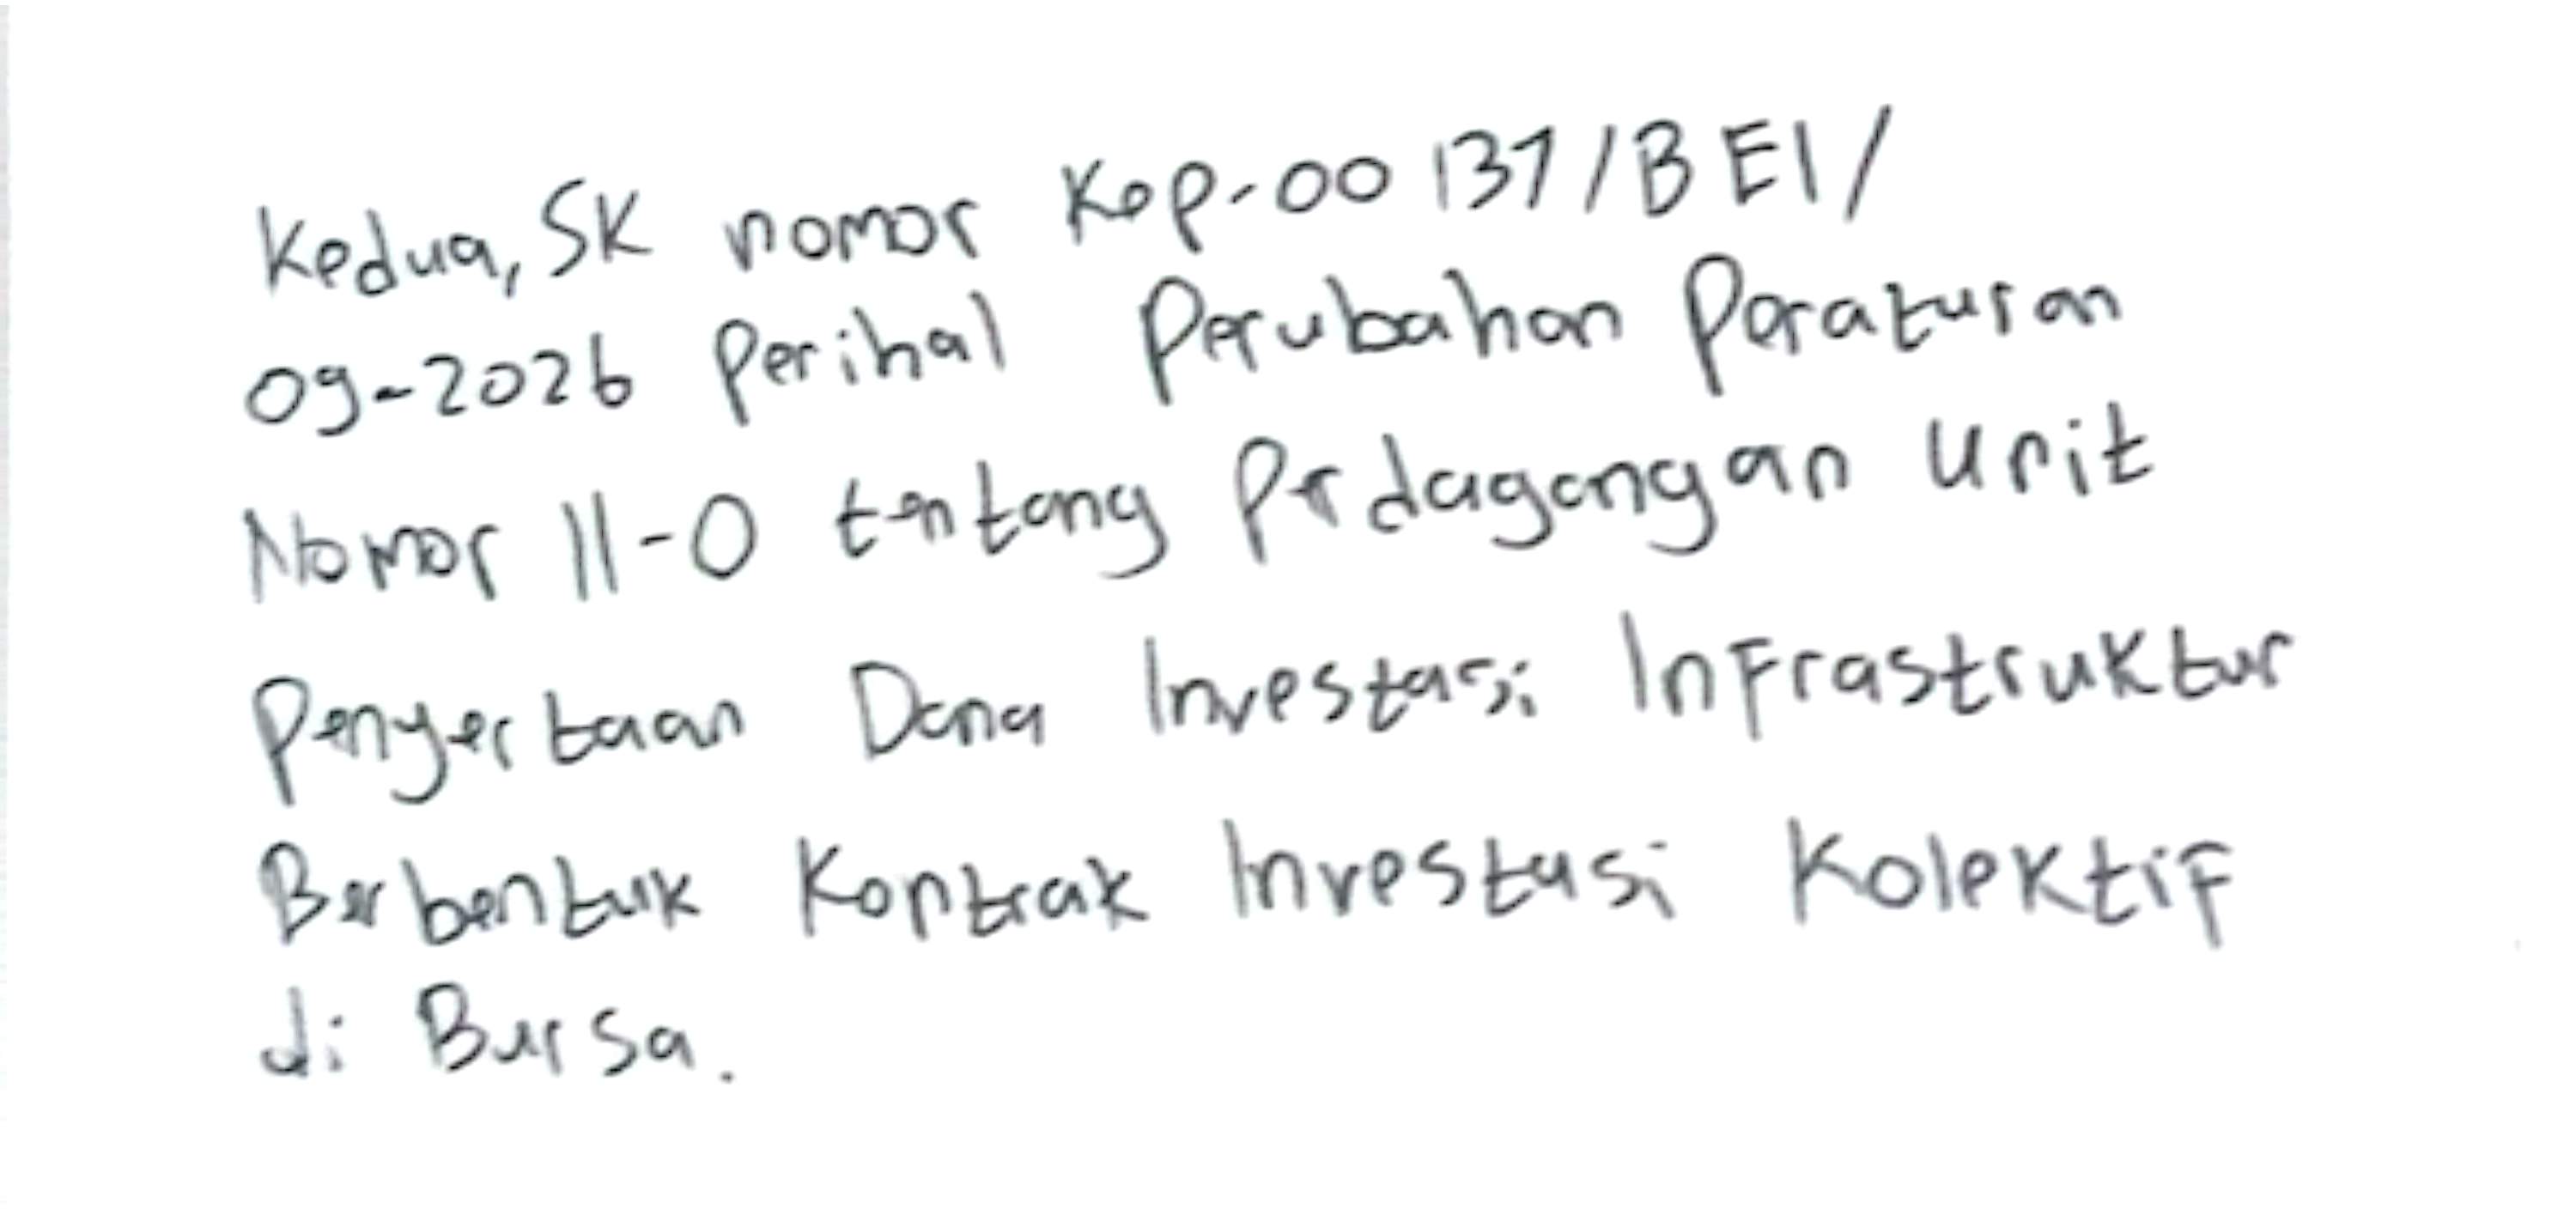 Kedua, SK nomor Kep-00137/BEI/
09-2026 Perihal Perubahan Peraturan
Nomor II-O tentang Perdagangan Unit
Penyertaan Dana Investasi Infrastruktur
Berbentuk Kontrak Investasi Kolektif
di Bursa.